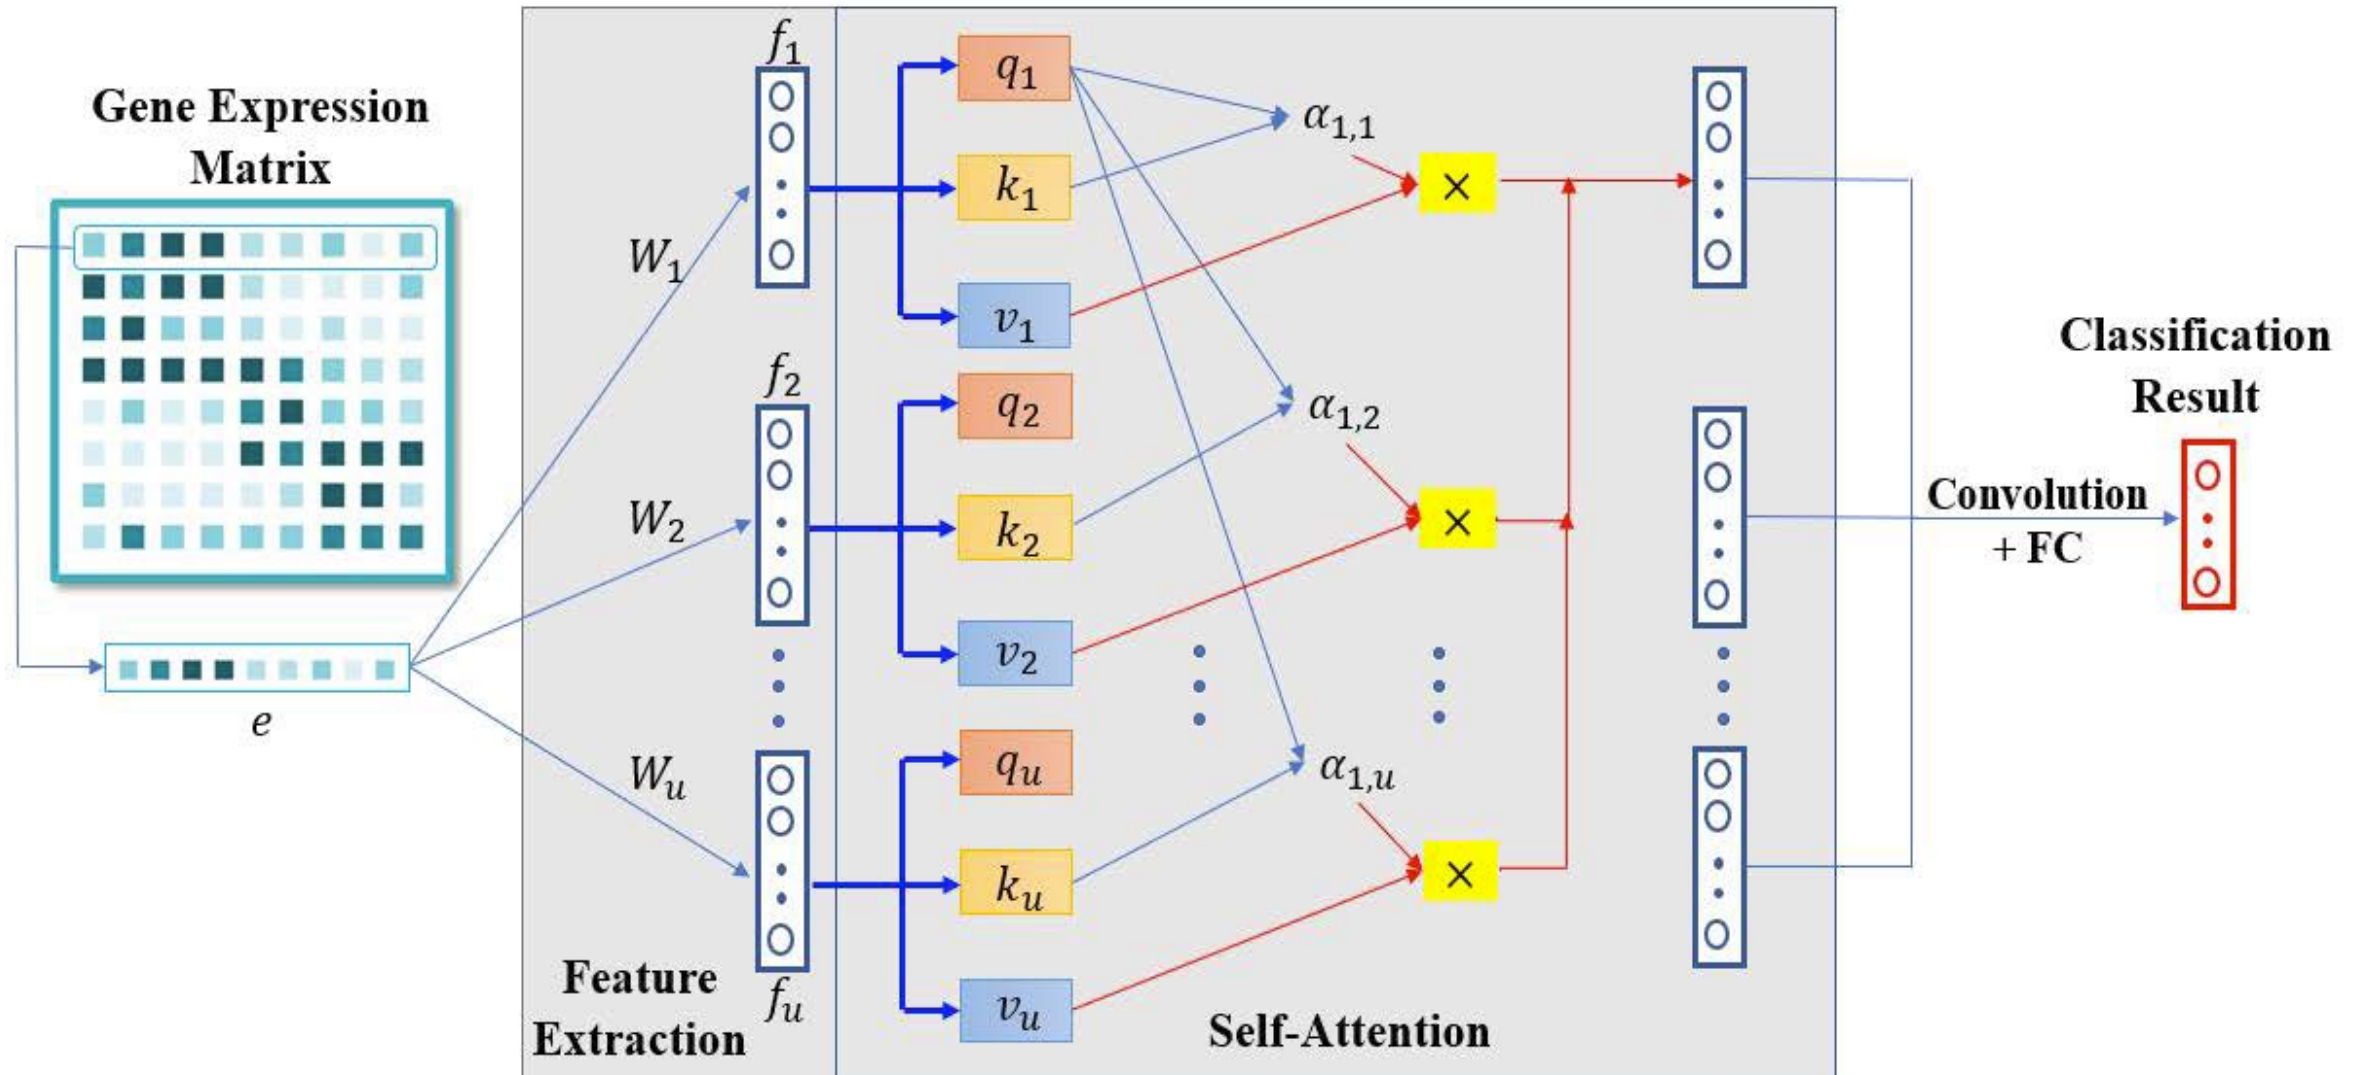 Gene Expression
Matrix
e
W₁
W₂
Wᵤ
f₁
f₂
fᵤ
Feature
Extraction
q₁
k₁
v₁
q₂
k₂
v₂
qᵤ
kᵤ
vᵤ
α₁,₁
α₁,₂
α₁,ᵤ
×
×
×
Self-Attention
Convolution
+ FC
Classification
Result